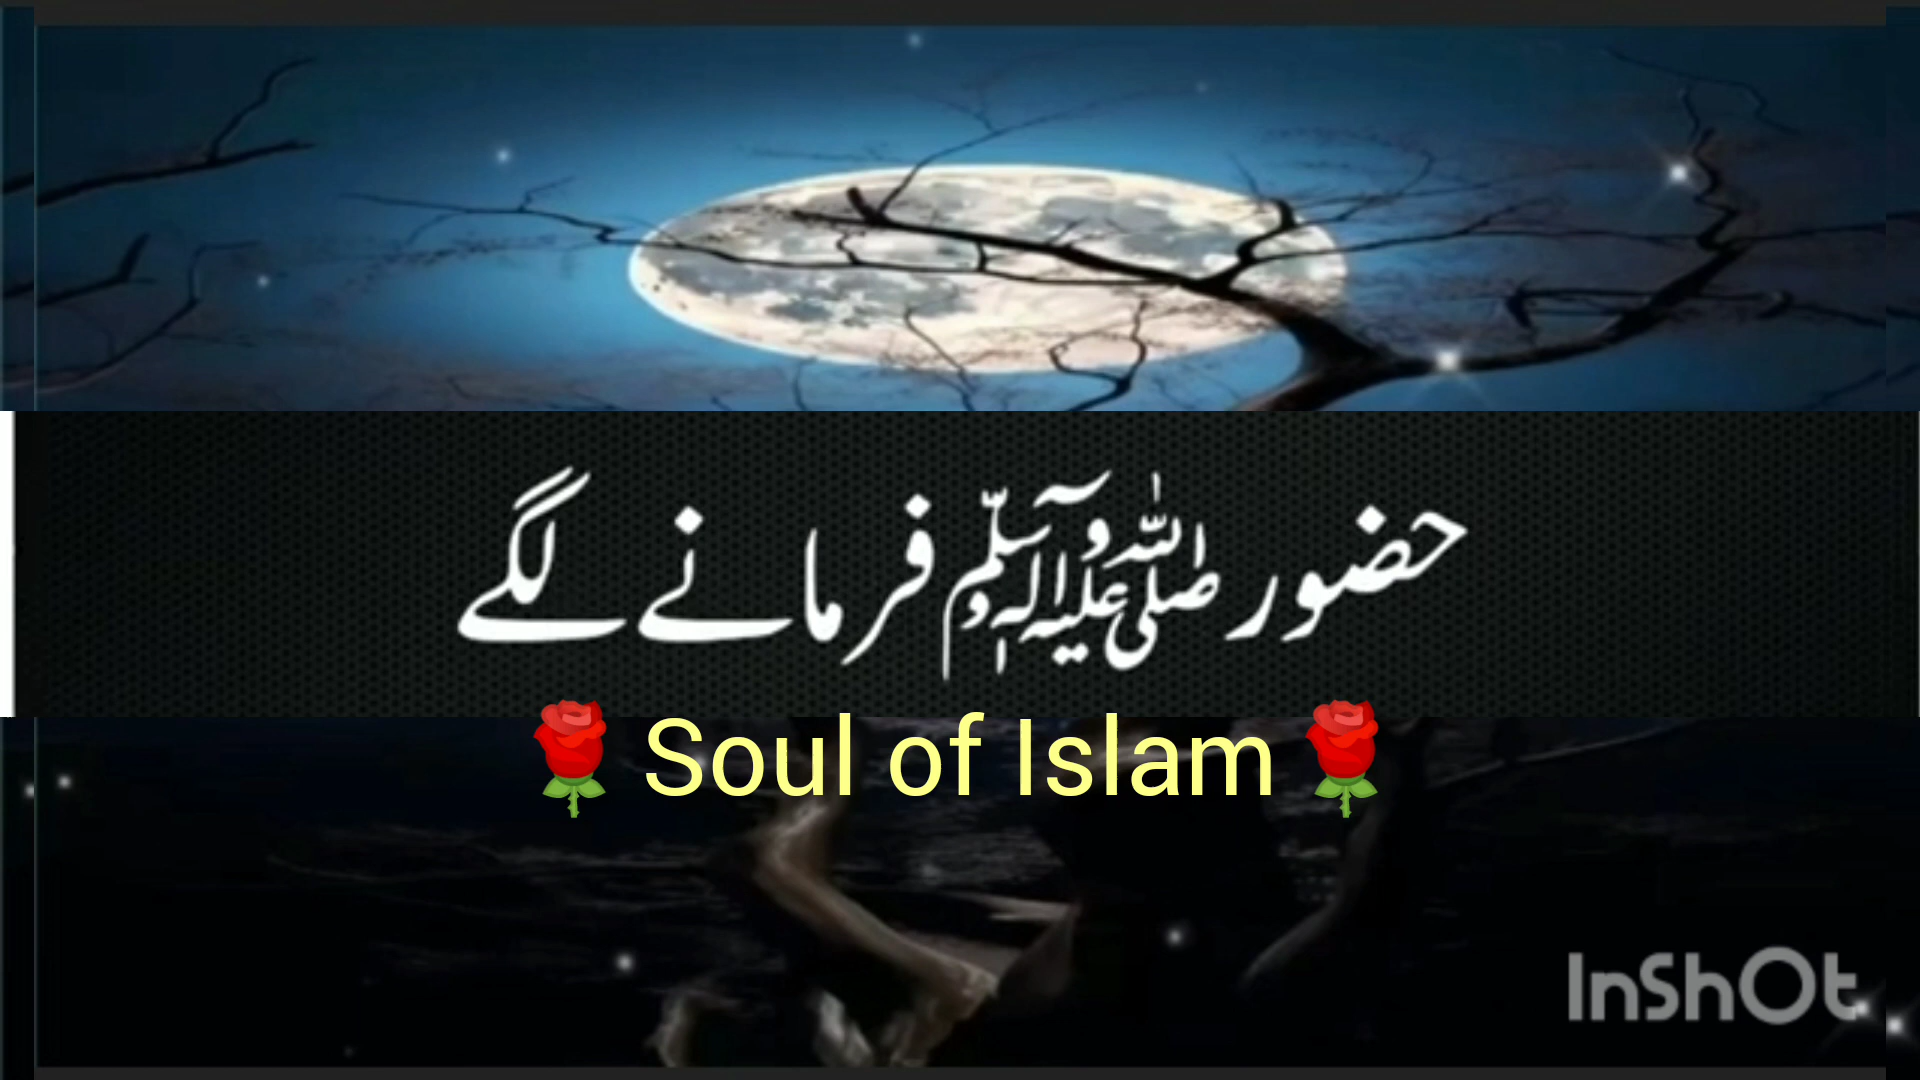 حضور صلی اللہ علیہ وآلہ وسلم فرمانے لگے
🌹 Soul of Islam 🌹
InShOt